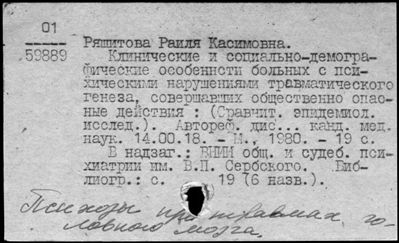 01
59889
Ряшитова Раиля Касимовна.
Клинические и социально-демогра-
фические особеннсти больных с пси-
хическими нарушениями травматического
генеза, совершавших общественно опас-
ные действия : (Сравнит. эпидемиол.
исслед.). Автореф. дис... канд. мед.
наук. 14.00.18. - М., 1980. - 19 с.
В надзаг.: ВНИИ общ. и судеб. пси-
хиатрии им. В.П. Сербского. Биб-
лиогр.: с. 19 (6 назв.).
Психозы при травмах го-
ловного мозга.